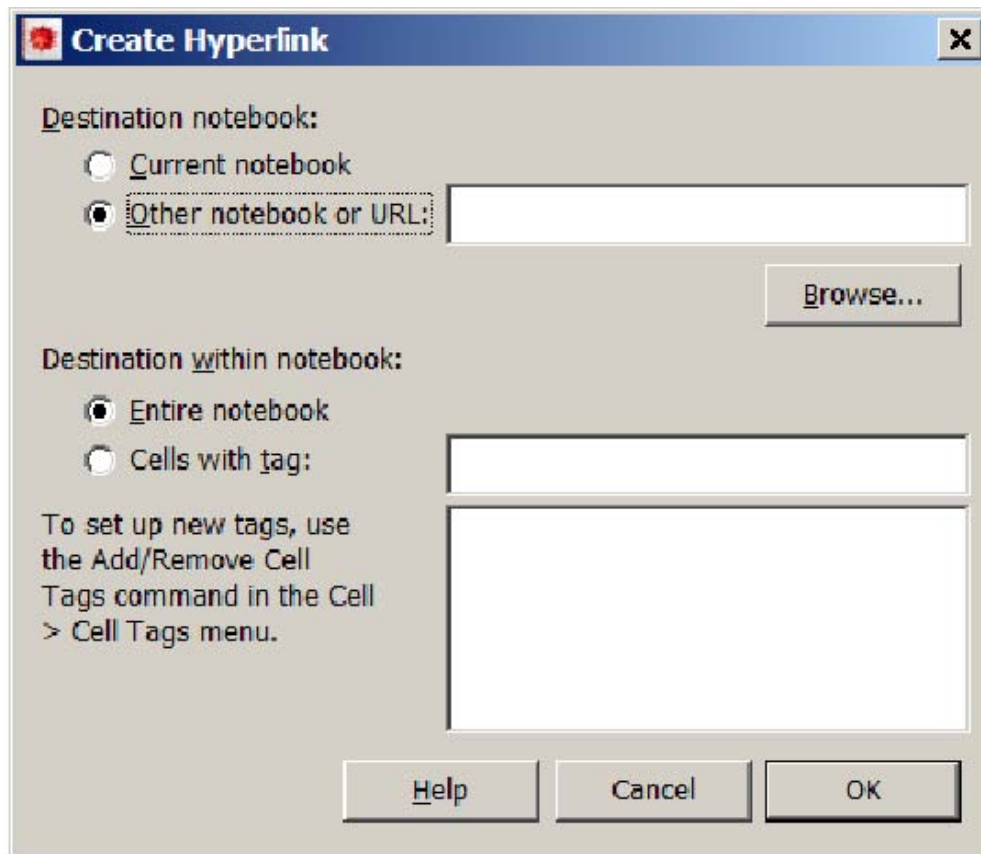 Create Hyperlink
Destination notebook:
Current notebook
Other notebook or URL:
Browse...
Destination within notebook:
Entire notebook
Cells with tag:
To set up new tags, use
the Add/Remove Cell
Tags command in the Cell
> Cell Tags menu.
Help Cancel OK